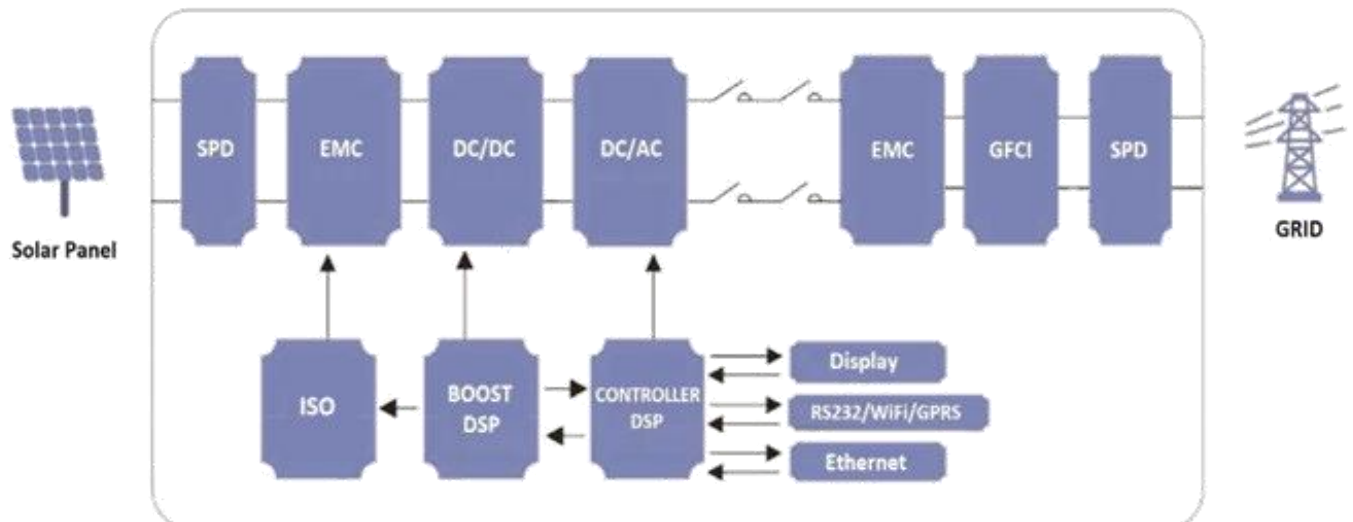 SPD
EMC
DC/DC
DC/AC
EMC
GFCI
SPD
Solar Panel
GRID
ISO
BOOST
DSP
CONTROLLER
DSP
Display
RS232/WiFi/GPRS
Ethernet